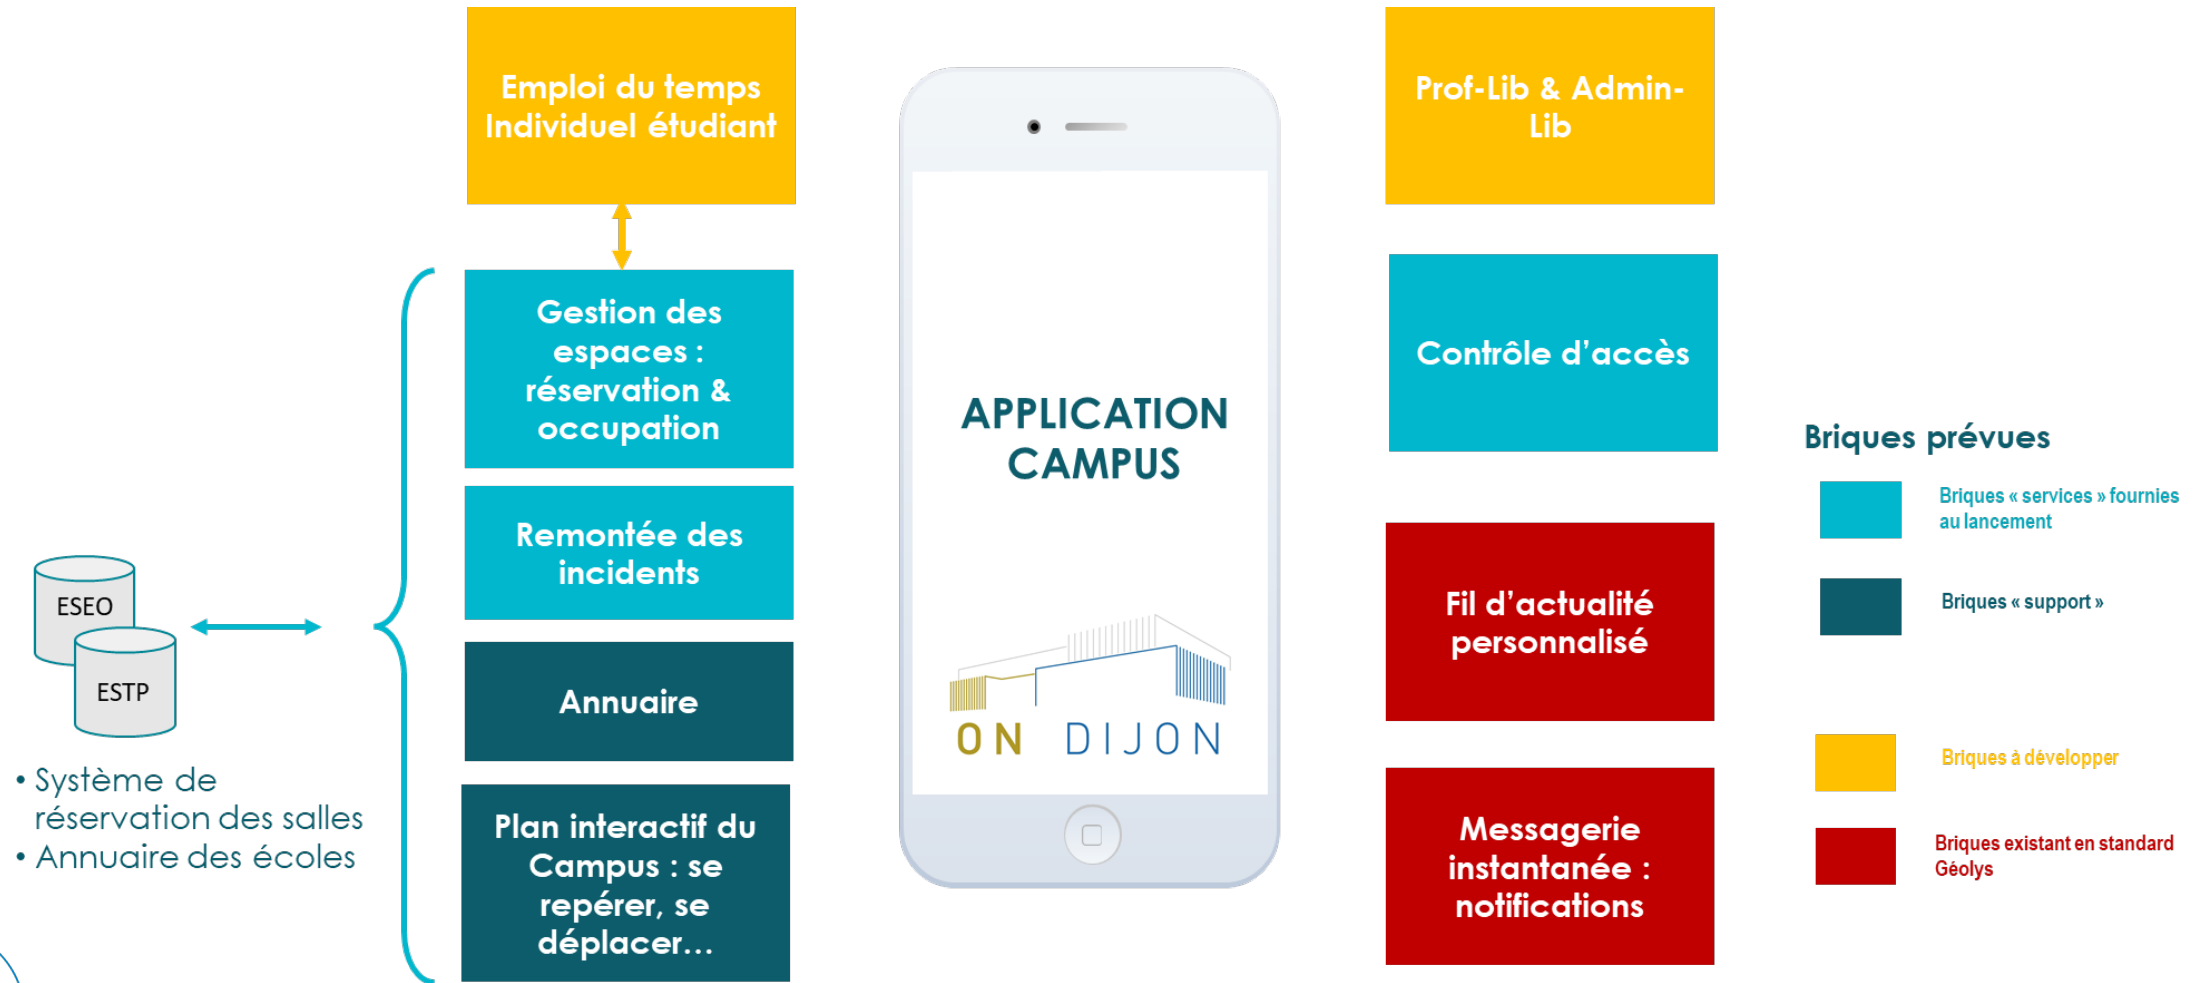 Emploi du temps
Individuel étudiant
Gestion des
espaces :
réservation &
occupation
Remontée des
incidents
Annuaire
Plan interactif du
Campus : se
repérer, se
déplacer...
ESEO
ESTP
• Système de
réservation des salles
• Annuaire des écoles
APPLICATION
CAMPUS
ON DIJON
Prof-Lib & Admin-
Lib
Contrôle d’accès
Fil d’actualité
personnalisé
Messagerie
instantanée :
notifications
Briques prévues
Briques « services » fournies
au lancement
Briques « support »
Briques à développer
Briques existant en standard
Géolys